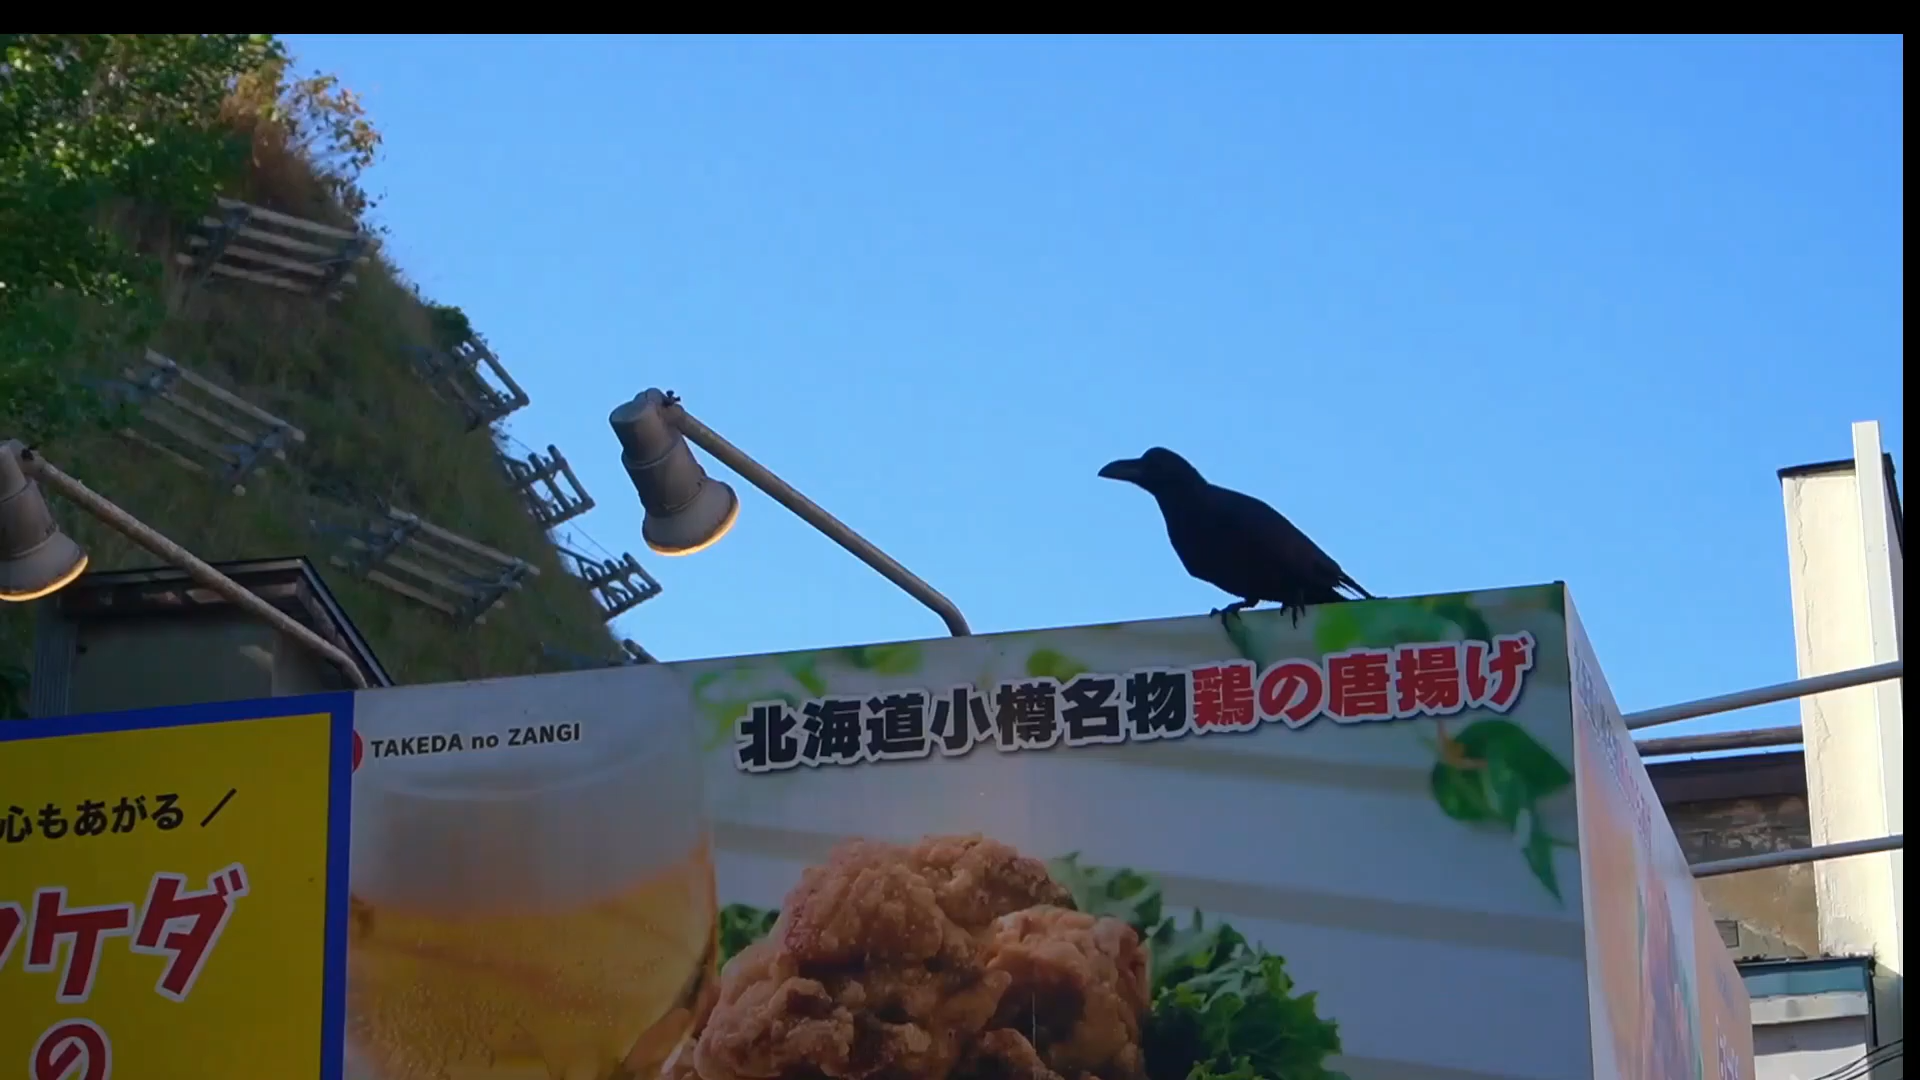 TAKEDA no ZANGI
北海道小樽名物鶏の唐揚げ
心もあがる ／
ケダ
の